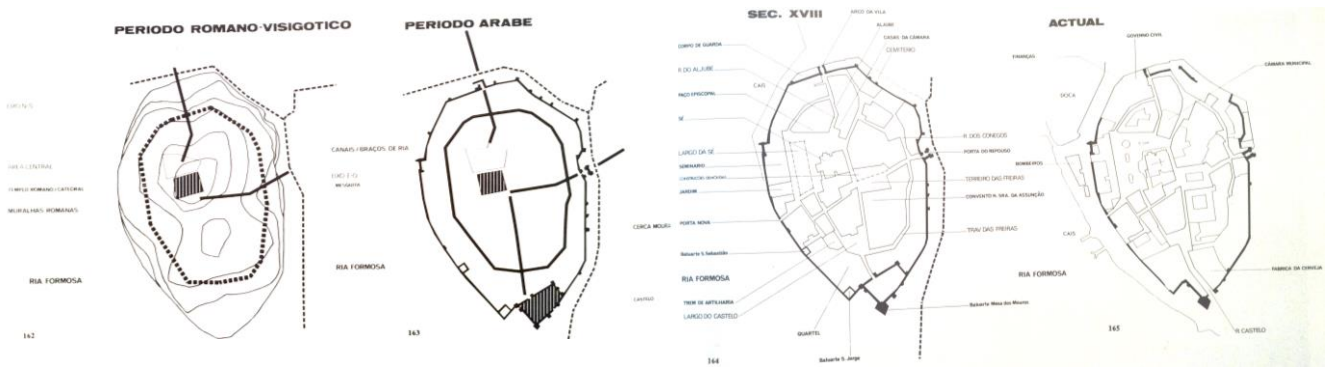 PERIODO ROMANO-VISIGOTICO
ÁREA CENTRAL
TEMPLO ROMANO / CATEDRAL
MURALHAS ROMANAS
RIA FORMOSA
162
PERIODO ARABE
CANAIS / BRAÇOS DE RIA
MESQUITA
RIA FORMOSA
CERCA MOURA
163
SEC. XVIII
ARCO DA VILA
ALJUBE
CASAS DA CÂMARA
CEMITERIO
CORPO DE GUARDA
R DO ALJUBE
CAIS
PAÇO EPISCOPAL
SÉ
LARGO DA SÉ
SEMINARIO
JARDIM
PORTA NOVA
Baluarte S. Sebastião
RIA FORMOSA
TREM DE ARTILHARIA
LARGO DO CASTELO
QUARTEL
Baluarte S. Jorge
R. DOS CONEGOS
PORTA DO REPOUSO
TERREIRO DAS FREIRAS
CONVENTO N. SRA. DA ASSUNÇÃO
TRAV. DAS FREIRAS
Baluarte Mesa dos Mouros
164
ACTUAL
GOVERNO CIVIL
FINANÇAS
CÂMARA MUNICIPAL
DOCA
BOMBEIROS
CAIS
RIA FORMOSA
FABRICA DA CERVEJA
R CASTELO
165